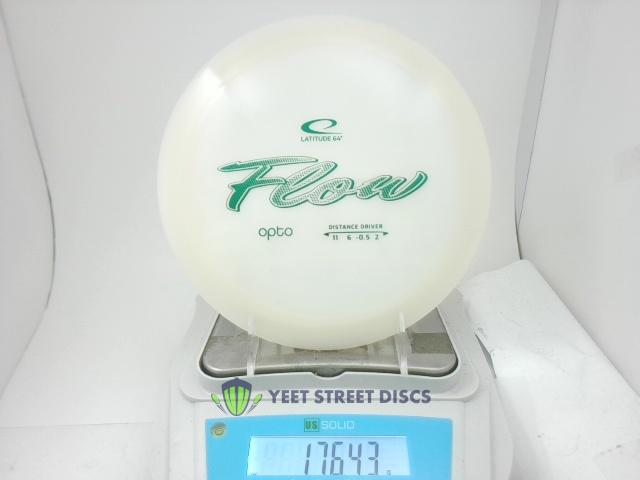 LATITUDE 64°
Flow
opto
DISTANCE DRIVER
11 6 -0.5 2
YEET STREET DISCS
US SOLID
176.43 g